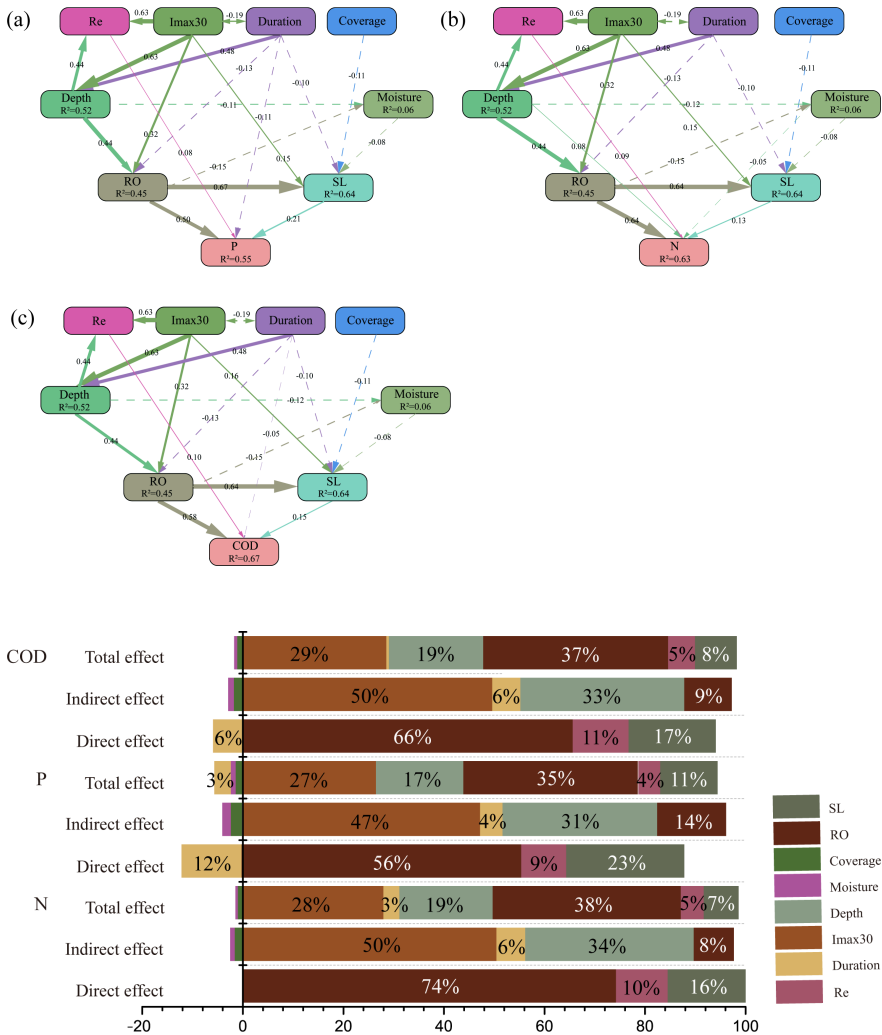 (a)
Re
0.63
Imax30
-0.19
Duration
Coverage
0.44
0.63
0.48
-0.13
-0.10
-0.11
Depth
R²=0.52
-0.11
-0.11
Moisture
R²=0.06
0.44
0.32
0.08
0.15
-0.08
-0.15
RO
R²=0.45
0.67
SL
R²=0.64
0.50
0.21
P
R²=0.55
(b)
Re
0.63
Imax30
-0.19
Duration
Coverage
0.44
0.63
0.48
-0.13
-0.10
-0.11
Depth
R²=0.52
-0.12
Moisture
R²=0.06
0.44
0.32
0.08
0.09
0.15
-0.08
-0.15
-0.05
RO
R²=0.45
0.64
SL
R²=0.64
0.64
0.13
N
R²=0.63
(c)
Re
0.63
Imax30
-0.19
Duration
Coverage
0.44
0.63
0.48
0.16
-0.10
-0.11
Depth
R²=0.52
0.32
-0.12
Moisture
R²=0.06
0.44
-0.13
-0.05
-0.08
0.10
-0.15
RO
R²=0.45
0.64
SL
R²=0.64
0.58
0.15
COD
R²=0.67
COD
Total effect
29%
19%
37%
5%
8%
Indirect effect
50%
6%
33%
9%
Direct effect
6%
66%
11%
17%
P
Total effect
3%
27%
17%
35%
4%
11%
Indirect effect
47%
4%
31%
14%
Direct effect
12%
56%
9%
23%
N
Total effect
28%
3%
19%
38%
5%
7%
Indirect effect
50%
6%
34%
8%
Direct effect
74%
10%
16%
-20
0
20
40
60
80
100
SL
RO
Coverage
Moisture
Depth
Imax30
Duration
Re